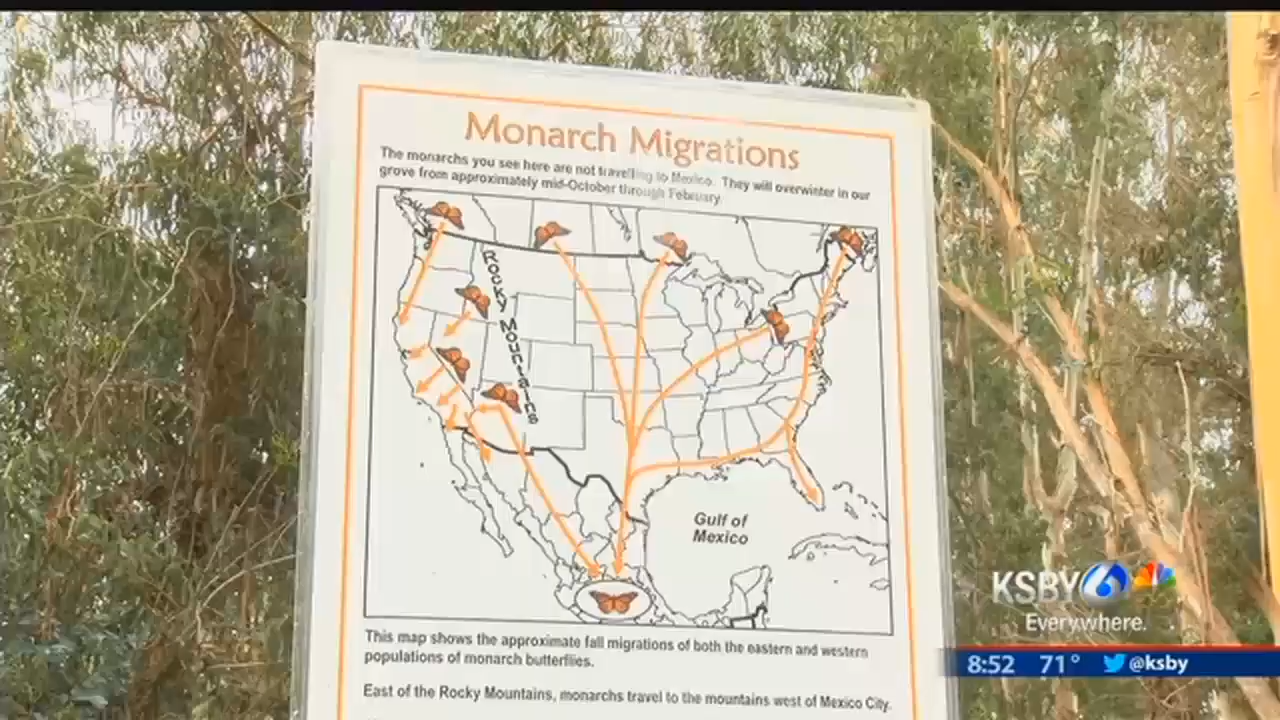 Monarch Migrations
The monarchs you see here are not travelling to Mexico. They will overwinter in our
grove from approximately mid-October through February.
Rocky Mountains
Gulf of
Mexico
This map shows the approximate fall migrations of both the eastern and western
populations of monarch butterflies.
East of the Rocky Mountains, monarchs travel to the mountains west of Mexico City.
KSBY 6
Everywhere.
8:52 71° @ksby